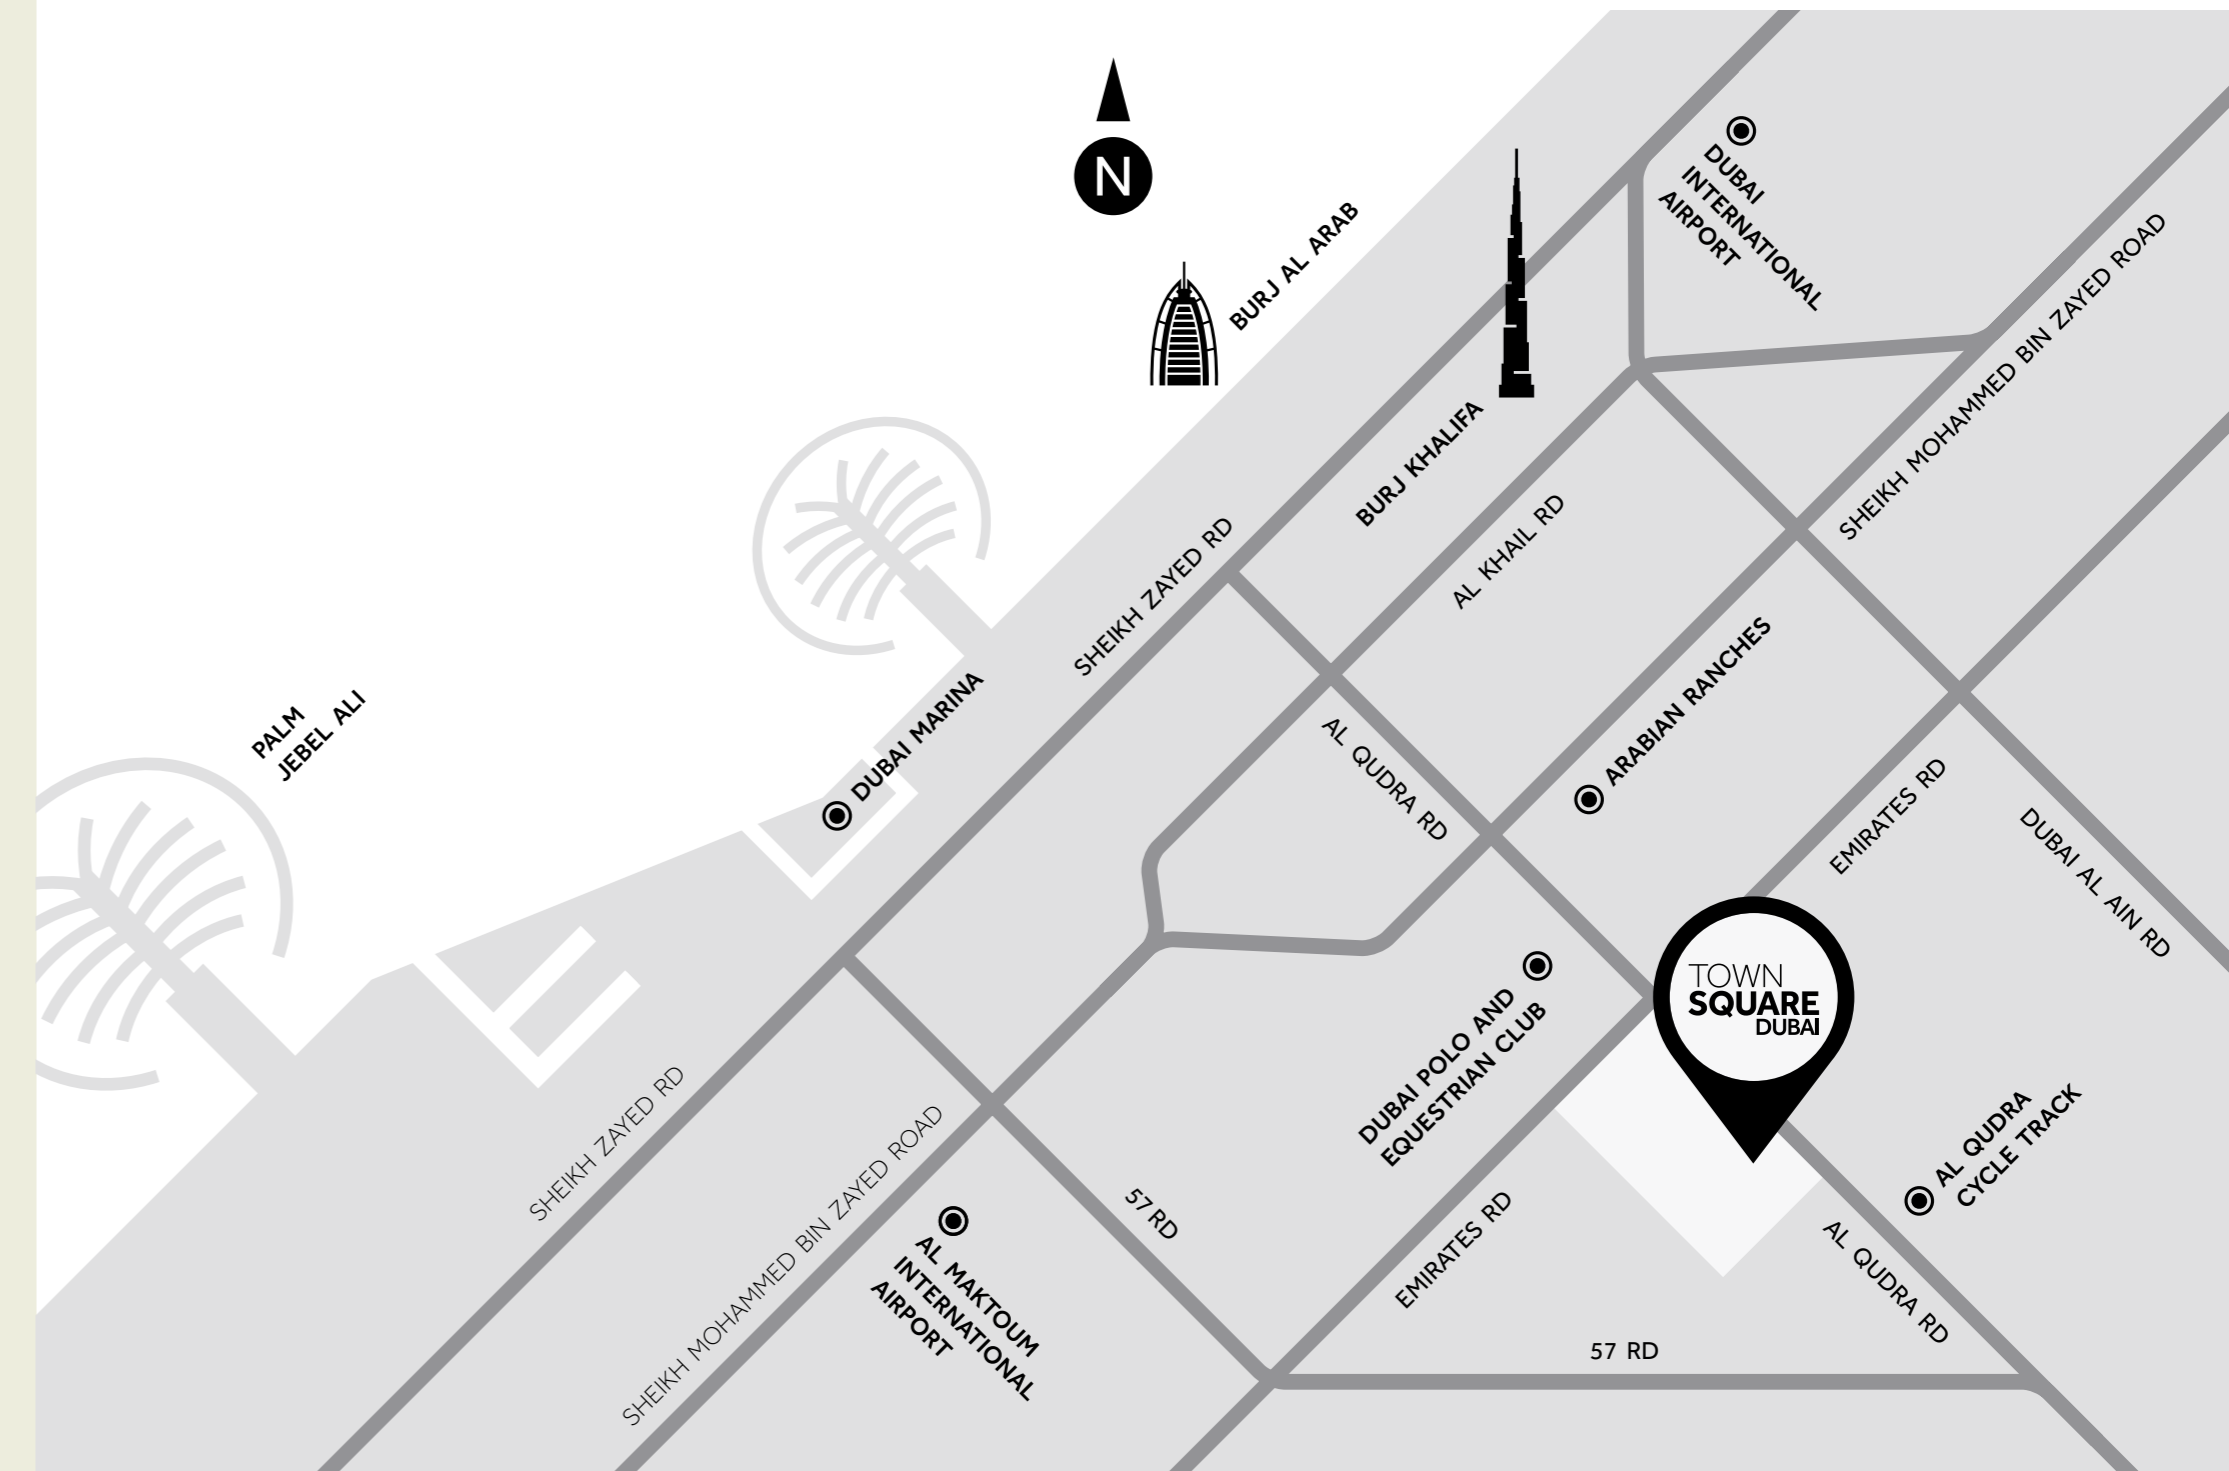 N
DUBAI
INTERNATIONAL
AIRPORT
BURJ AL ARAB
SHEIKH MOHAMMED BIN ZAYED ROAD
BURJ KHALIFA
AL KHAIL RD
SHEIKH ZAYED RD
ARABIAN RANCHES
DUBAI MARINA
PALM
JEBEL ALI
AL QUDRA RD
EMIRATES RD
DUBAI AL AIN RD
TOWN
SQUARE
DUBAI
DUBAI POLO AND
EQUESTRIAN CLUB
AL QUDRA
CYCLE TRACK
SHEIKH ZAYED RD
SHEIKH MOHAMMED BIN ZAYED ROAD
57 RD
EMIRATES RD
AL QUDRA RD
AL MAKTOUM
INTERNATIONAL
AIRPORT
57 RD